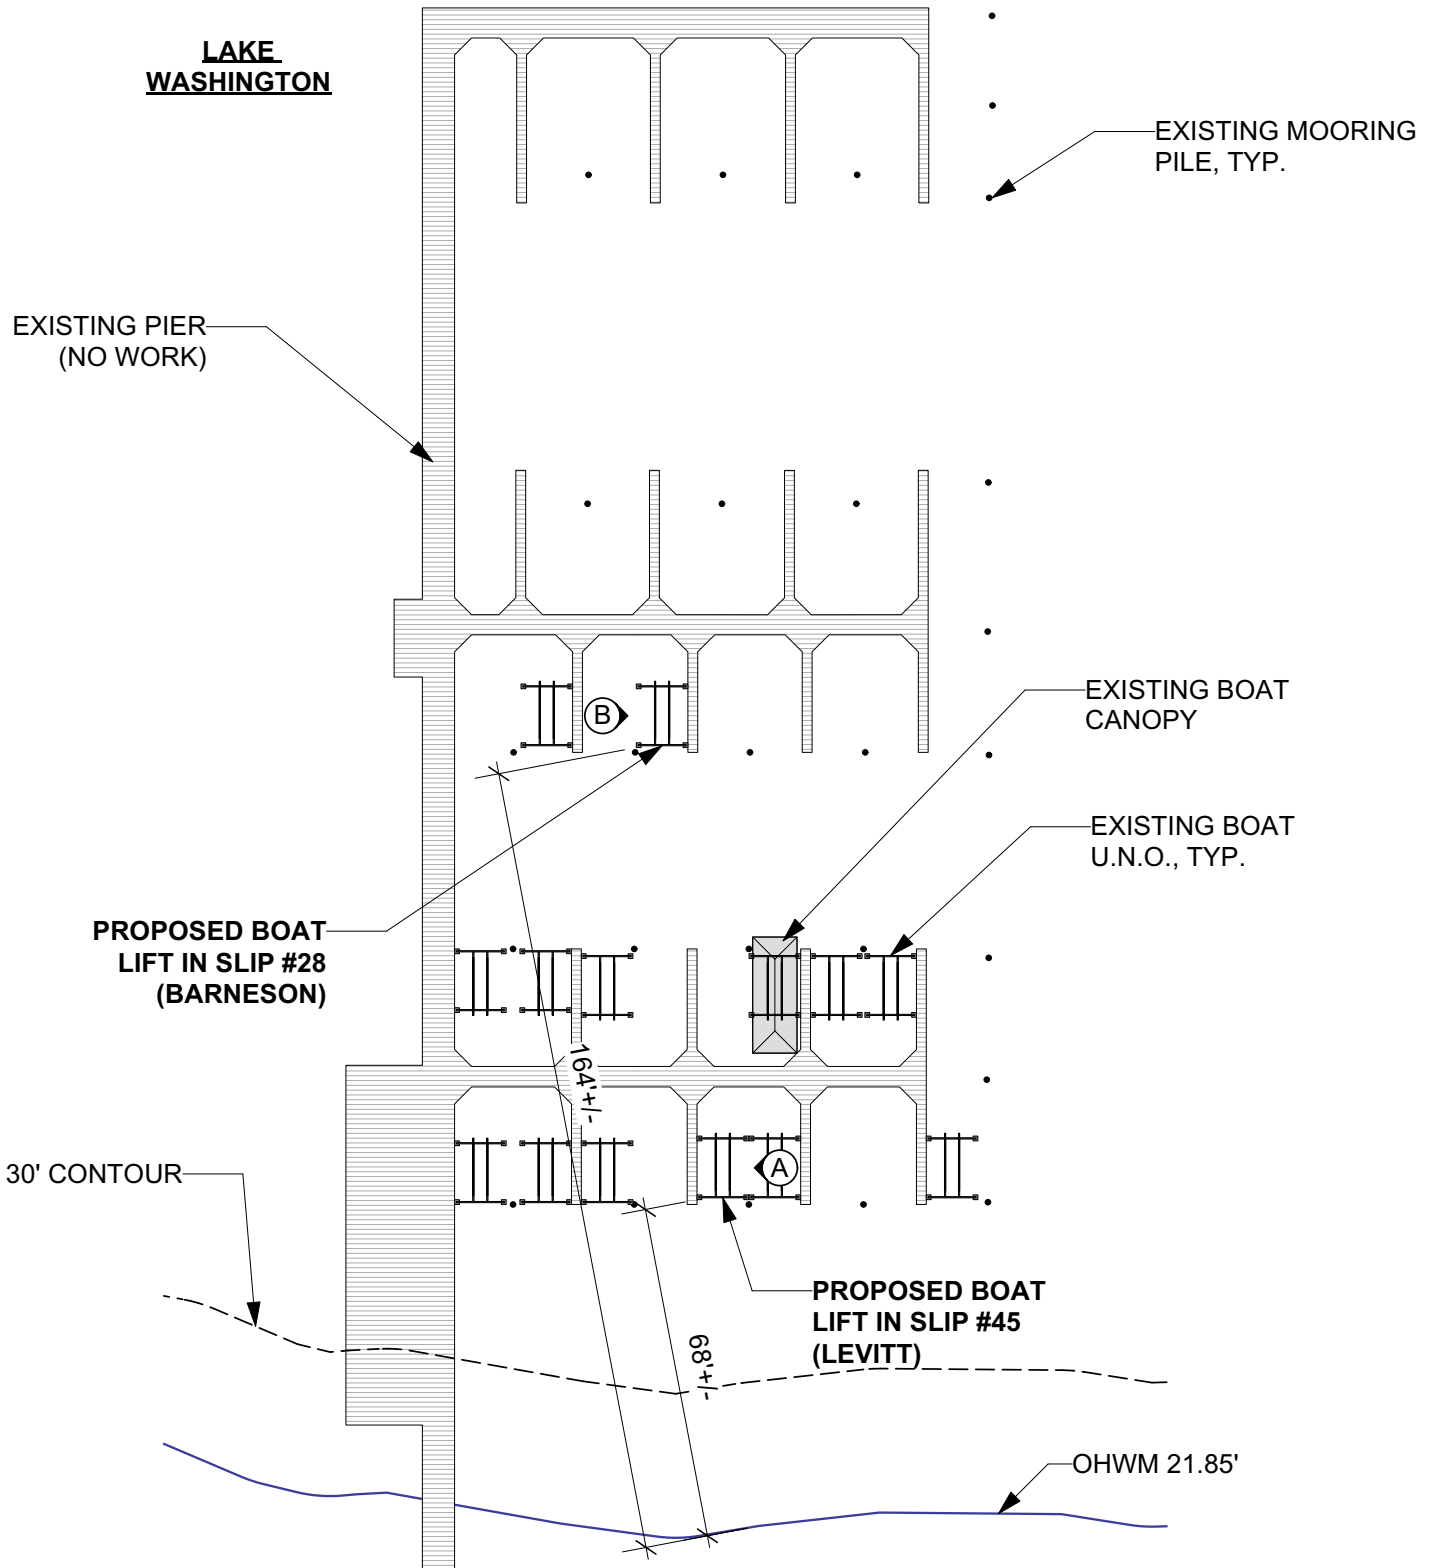 LAKE
WASHINGTON
EXISTING MOORING
PILE, TYP.
EXISTING PIER
(NO WORK)
EXISTING BOAT
CANOPY
B
EXISTING BOAT
U.N.O., TYP.
PROPOSED BOAT
LIFT IN SLIP #28
(BARNESON)
164'+/-
30' CONTOUR
A
PROPOSED BOAT
LIFT IN SLIP #45
(LEVITT)
68'+/-
OHWM 21.85'